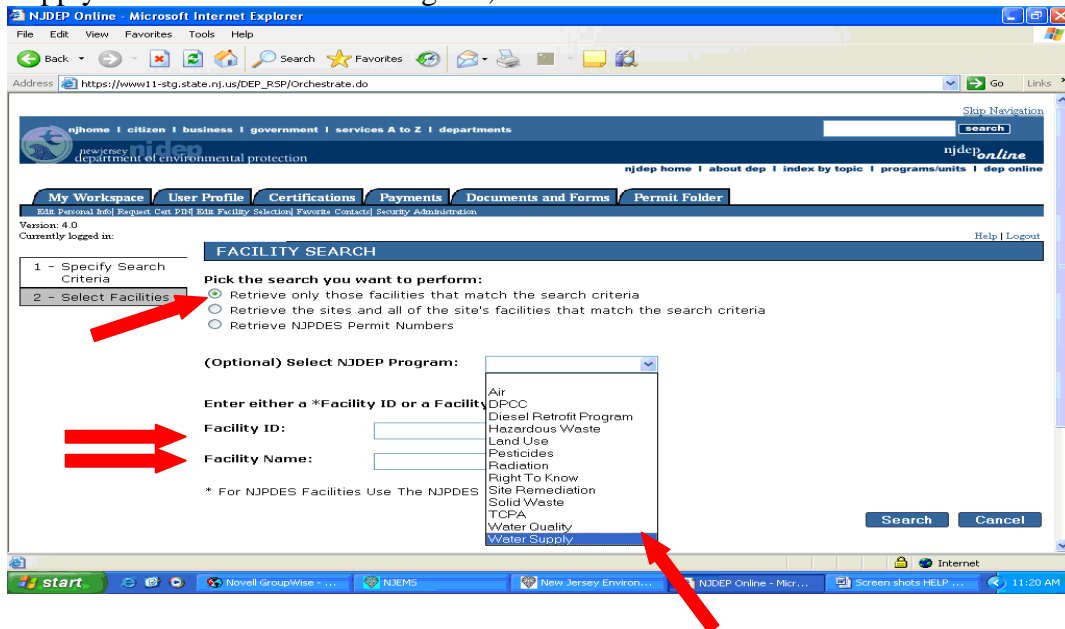 NJDEP Online - Microsoft Internet Explorer
File Edit View Favorites Tools Help
Back Search Favorites
Address https://www11-stg.state.nj.us/DEP_RSP/Orchestrate.do Go Links
Skip Navigation
njhome | citizen | business | government | services A to Z | departments search
newjersey njdep
department of environmental protection
njdep online
njdep home | about dep | index by topic | programs/units | dep online
My Workspace User Profile Certifications Payments Documents and Forms Permit Folder
Edit Personal Info| Request Cert PIN| Edit Facility Selection| Favorite Contacts| Security Administration
Version: 4.0
Currently logged in: Help | Logout
FACILITY SEARCH
1 - Specify Search
Criteria
2 - Select Facilities
Pick the search you want to perform:
Retrieve only those facilities that match the search criteria
Retrieve the sites and all of the site's facilities that match the search criteria
Retrieve NJPDES Permit Numbers
(Optional) Select NJDEP Program:
Enter either a *Facility ID or a Facility
Facility ID:
Facility Name:
* For NJPDES Facilities Use The NJPDES
Air
DPCC
Diesel Retrofit Program
Hazardous Waste
Land Use
Pesticides
Radiation
Right To Know
Site Remediation
Solid Waste
TCPA
Water Quality
Water Supply
Search Cancel
Internet
start Novell GroupWise - ... NJEMS New Jersey Environ... NJDEP Online - Micr... Screen shots HELP ... 11:20 AM